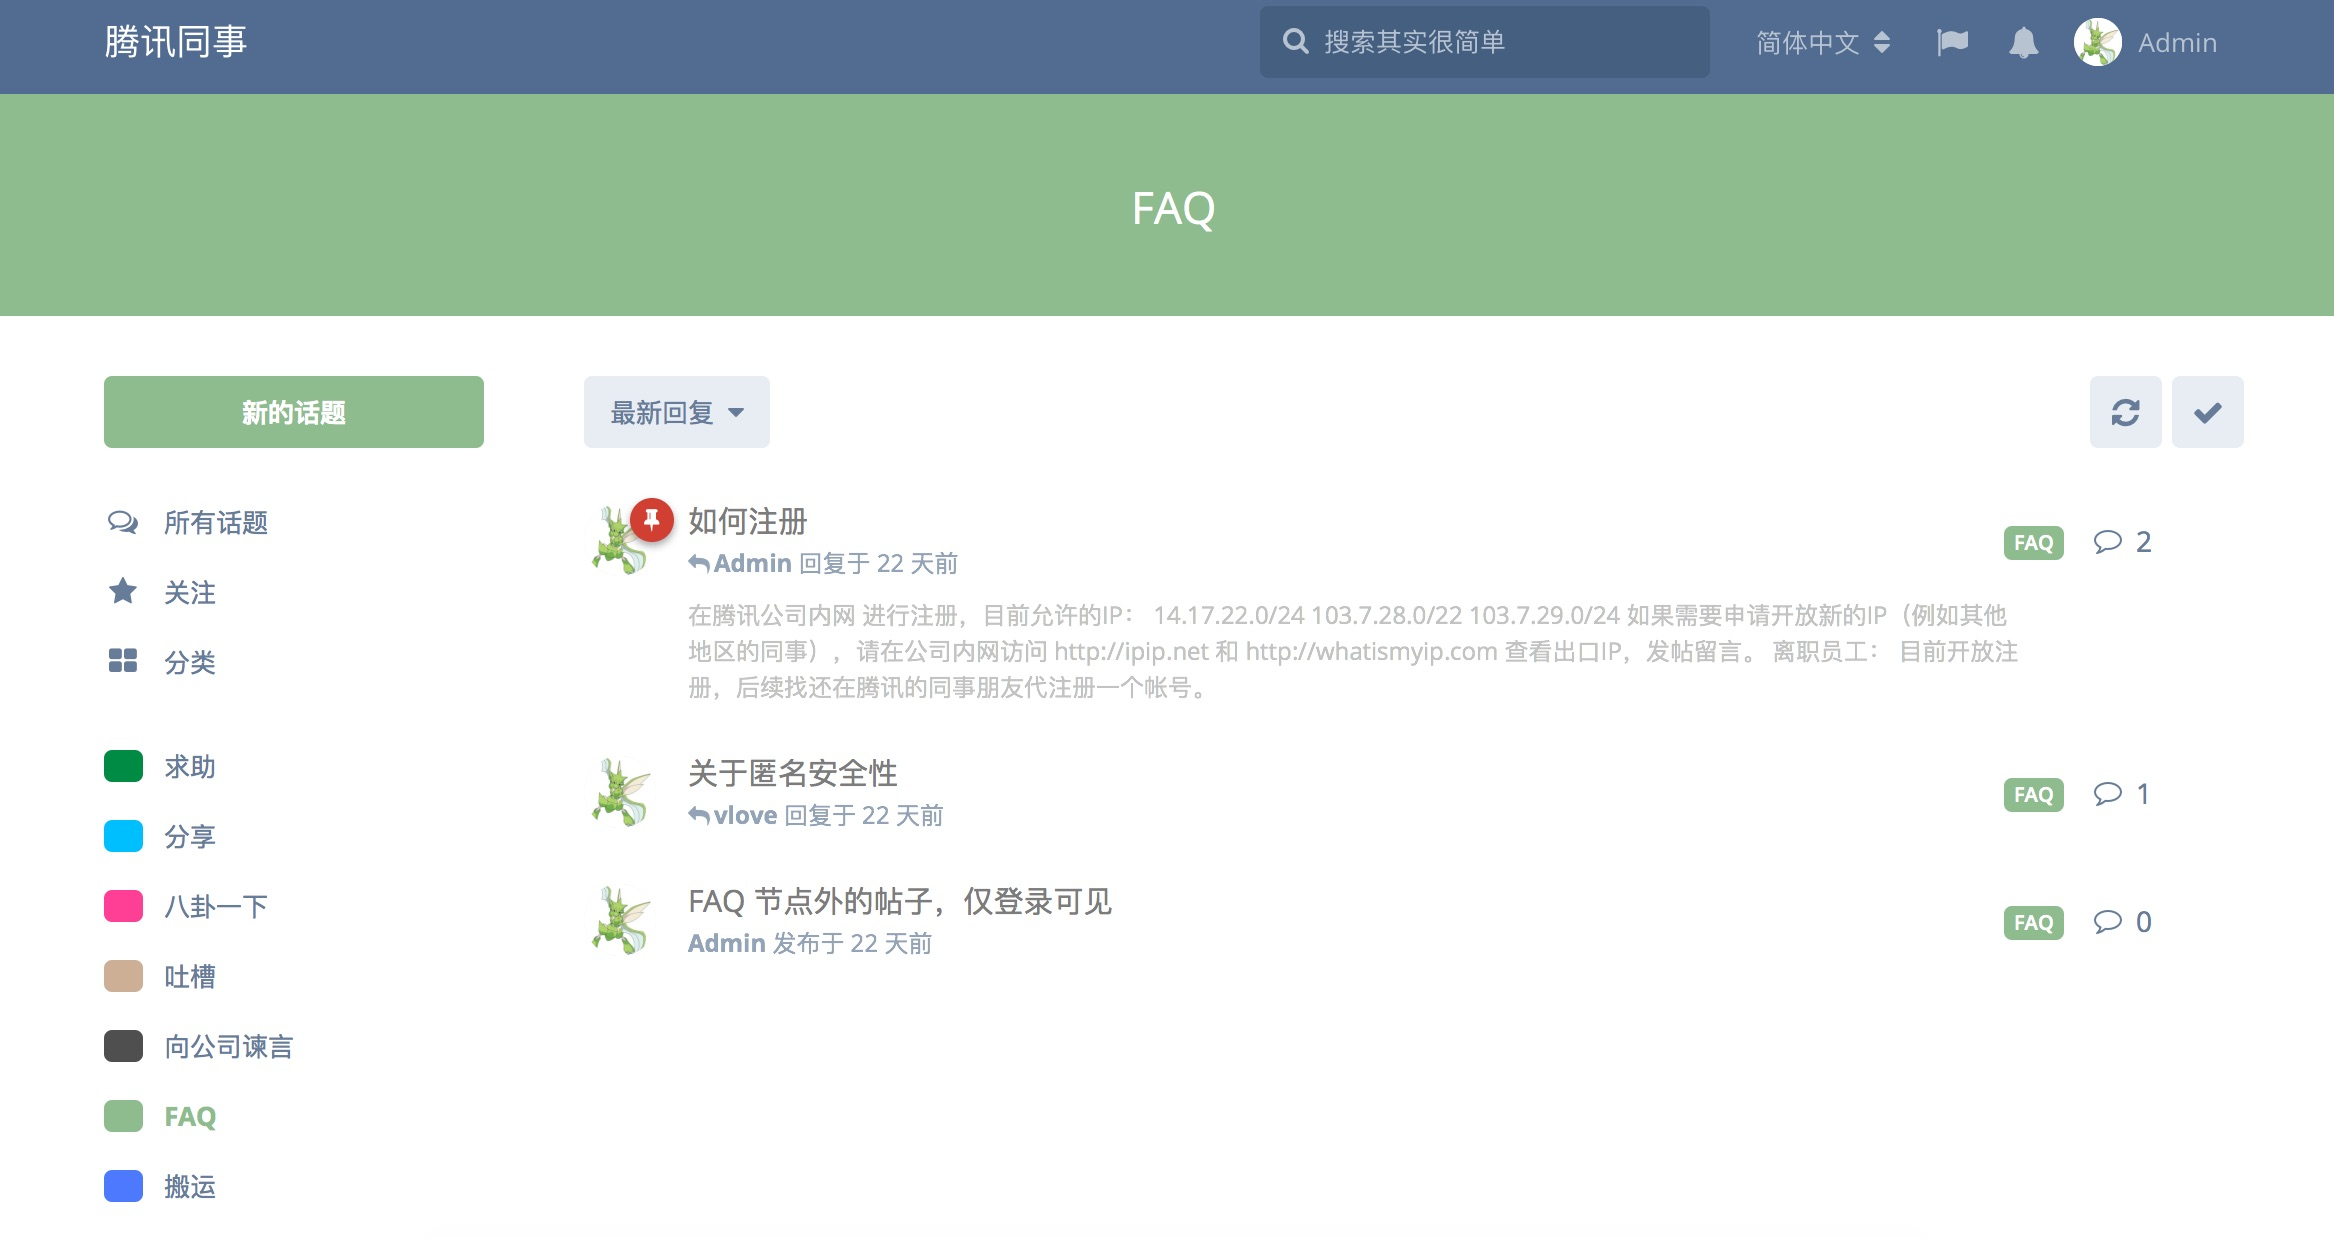 腾讯同事
搜索其实很简单
简体中文
Admin
FAQ
新的话题
最新回复
所有话题
关注
分类
求助
分享
八卦一下
吐槽
向公司谏言
FAQ
搬运
如何注册
Admin 回复于 22 天前
FAQ 2
在腾讯公司内网 进行注册，目前允许的IP： 14.17.22.0/24 103.7.28.0/22 103.7.29.0/24 如果需要申请开放新的IP（例如其他
地区的同事），请在公司内网访问 http://ipip.net 和 http://whatismyip.com 查看出口IP，发帖留言。 离职员工： 目前开放注
册，后续找还在腾讯的同事朋友代注册一个帐号。
关于匿名安全性
vlove 回复于 22 天前
FAQ 1
FAQ 节点外的帖子，仅登录可见
Admin 发布于 22 天前
FAQ 0